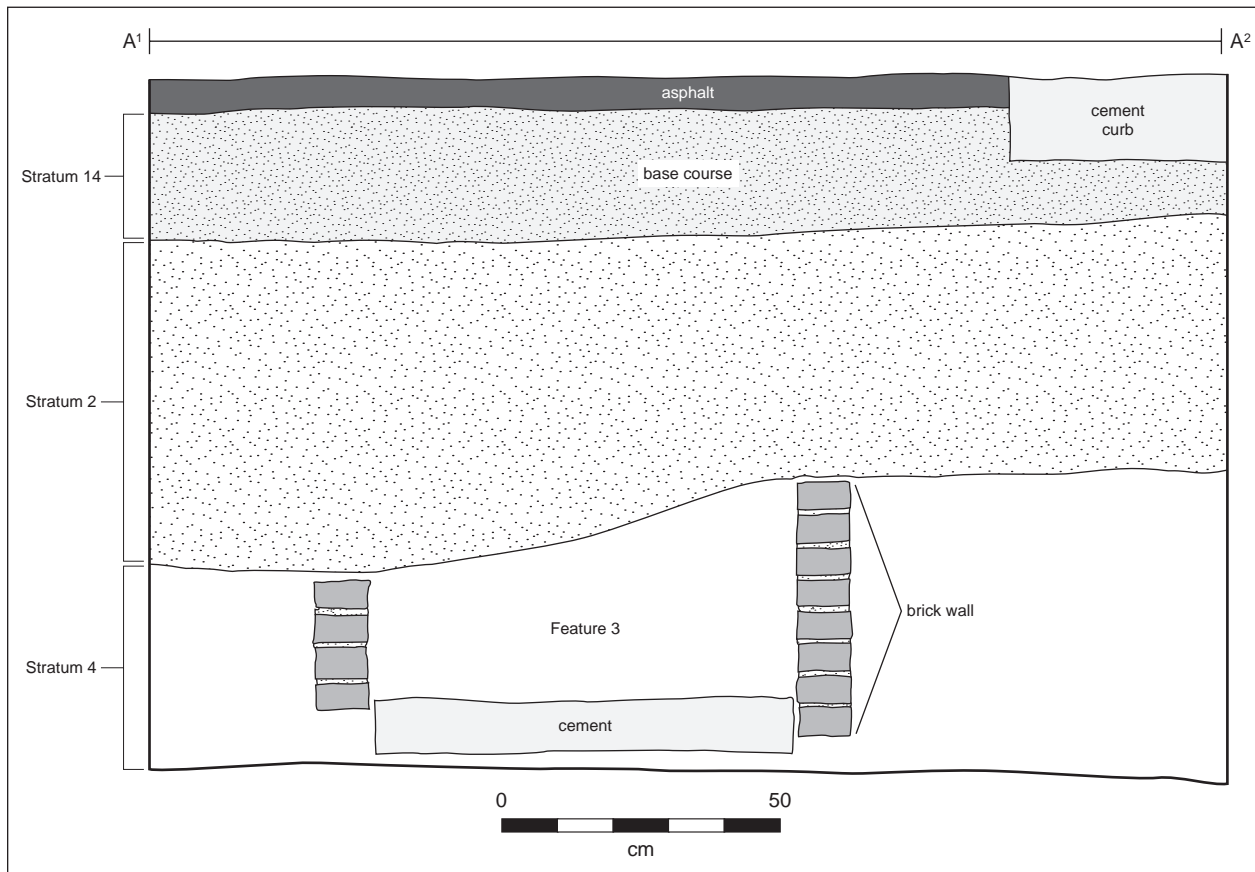 A¹ A²
asphalt
cement
curb
Stratum 14
base course
Stratum 2
brick wall
Feature 3
Stratum 4
cement
0 50
cm